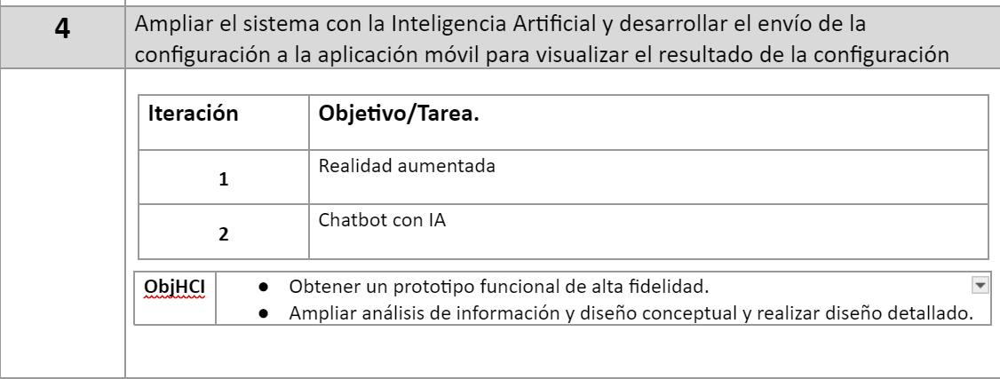 4
Ampliar el sistema con la Inteligencia Artificial y desarrollar el envío de la
configuración a la aplicación móvil para visualizar el resultado de la configuración
Iteración
Objetivo/Tarea.
1
Realidad aumentada
2
Chatbot con IA
ObjHCI
● Obtener un prototipo funcional de alta fidelidad.
● Ampliar análisis de información y diseño conceptual y realizar diseño detallado.